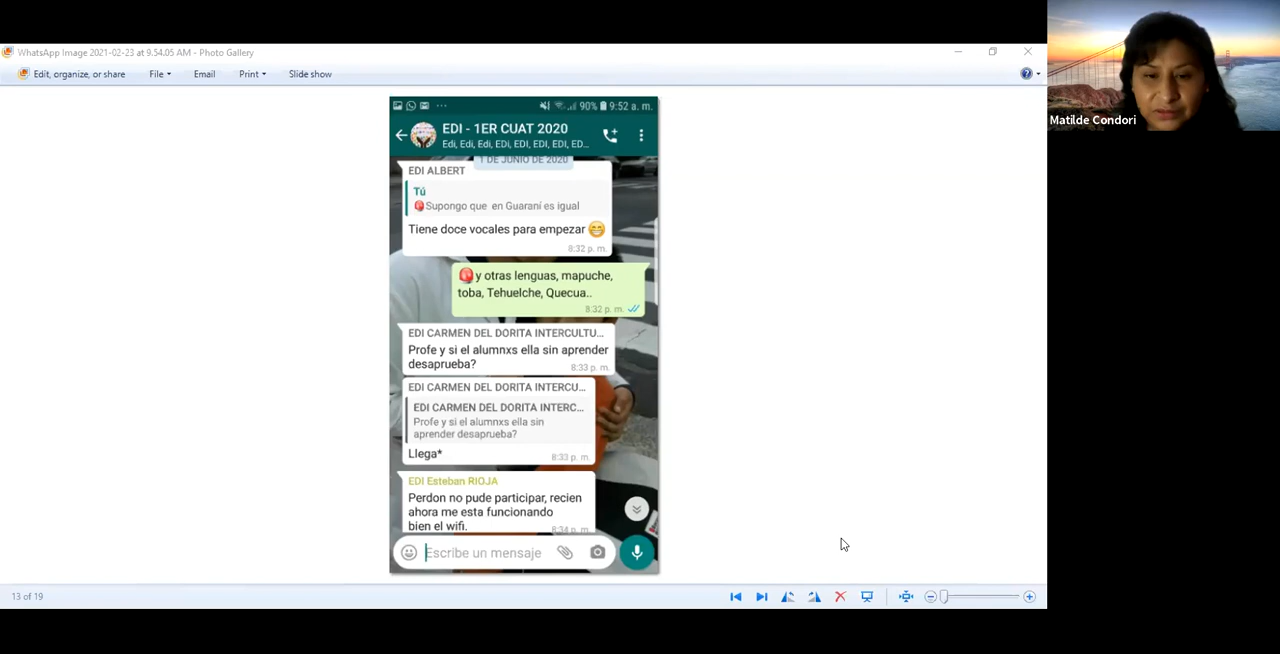 WhatsApp Image 2021-02-23 at 9.54.05 AM - Photo Gallery
Edit, organize, or share File Email Print Slide show
Matilde Condori
90% 9:52 a. m.
EDI - 1ER CUAT 2020
Edi, Edi, Edi, EDi, EDI, EDI, EDI, ED...
1 DE JUNIO DE 2020
EDI ALBERT
Tú
Supongo que en Guaraní es igual
Tiene doce vocales para empezar
8:32 p. m.
y otras lenguas, mapuche,
toba, Tehuelche, Quecua..
8:32 p. m.
EDI CARMEN DEL DORITA INTERCULTU...
Profe y si el alumnxs ella sin aprender
desaprueba?
8:33 p. m.
EDI CARMEN DEL DORITA INTERCU...
EDI CARMEN DEL DORITA INTERC...
Profe y si el alumnxs ella sin
aprender desaprueba?
Llega*
8:33 p. m.
EDI Esteban RIOJA
Perdon no pude participar, recien
ahora me esta funcionando
bien el wifi.
8:34 p. m.
Escribe un mensaje
13 of 19